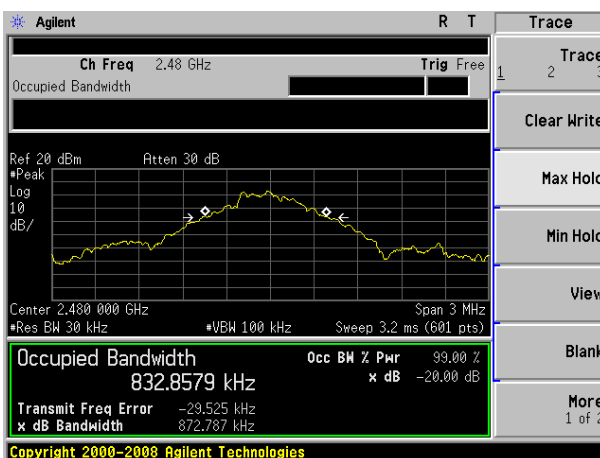 Agilent R T Trace
Ch Freq 2.48 GHz Trig Free
Occupied Bandwidth
Trace
1 2 3
Clear Write
Max Hold
Min Hold
View
Blank
More
1 of 2
Ref 20 dBm Atten 30 dB
#Peak
Log
10
dB/
Center 2.480 000 GHz Span 3 MHz
#Res BW 30 kHz #VBW 100 kHz Sweep 3.2 ms (601 pts)
Occupied Bandwidth Occ BW % Pwr 99.00 %
832.8579 kHz x dB -20.00 dB
Transmit Freq Error -29.525 kHz
x dB Bandwidth 872.787 kHz
Copyright 2000-2008 Agilent Technologies